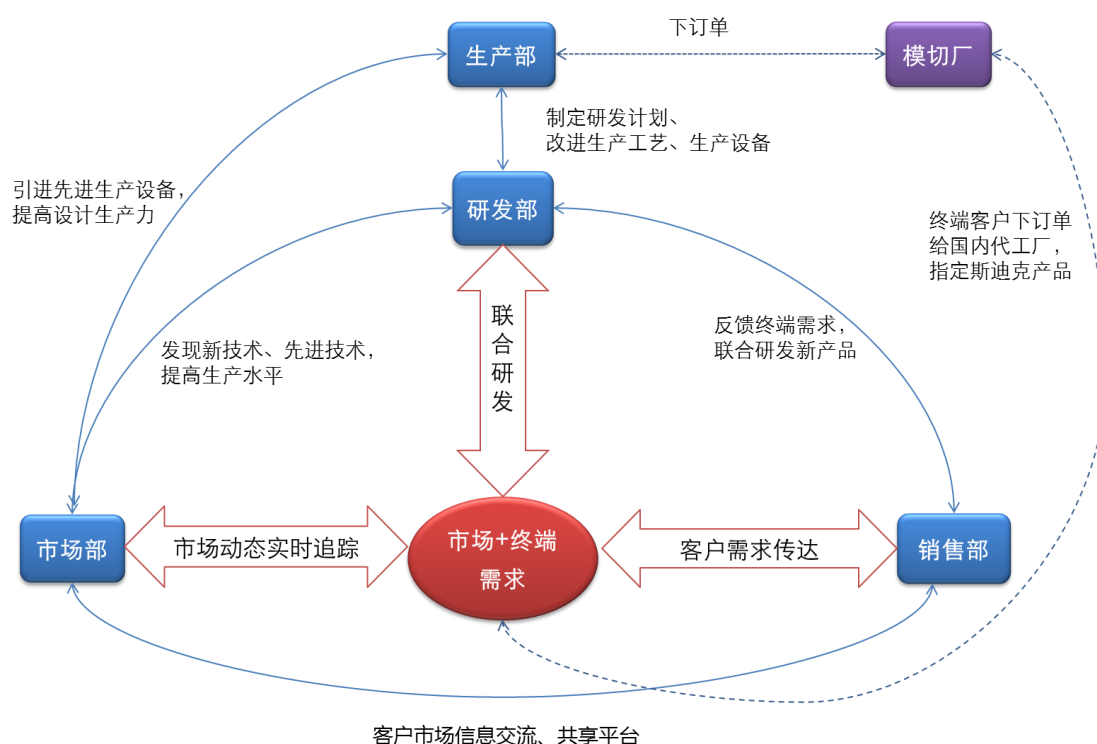 下订单
生产部
模切厂
制定研发计划、
改进生产工艺、生产设备
引进先进生产设备,
提高设计生产力
研发部
终端客户下订单
给国内代工厂,
指定斯迪克产品
联合研发
反馈终端需求,
联合研发新产品
发现新技术、先进技术,
提高生产水平
市场部
市场动态实时追踪
市场+终端
需求
客户需求传达
销售部
客户市场信息交流、共享平台